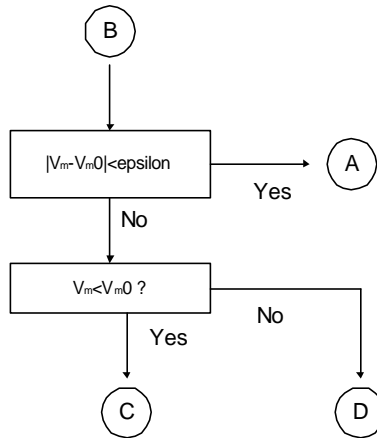 B
|Vm-Vm0|<epsilon
A
Yes
No
Vm<Vm0 ?
No
Yes
C
D